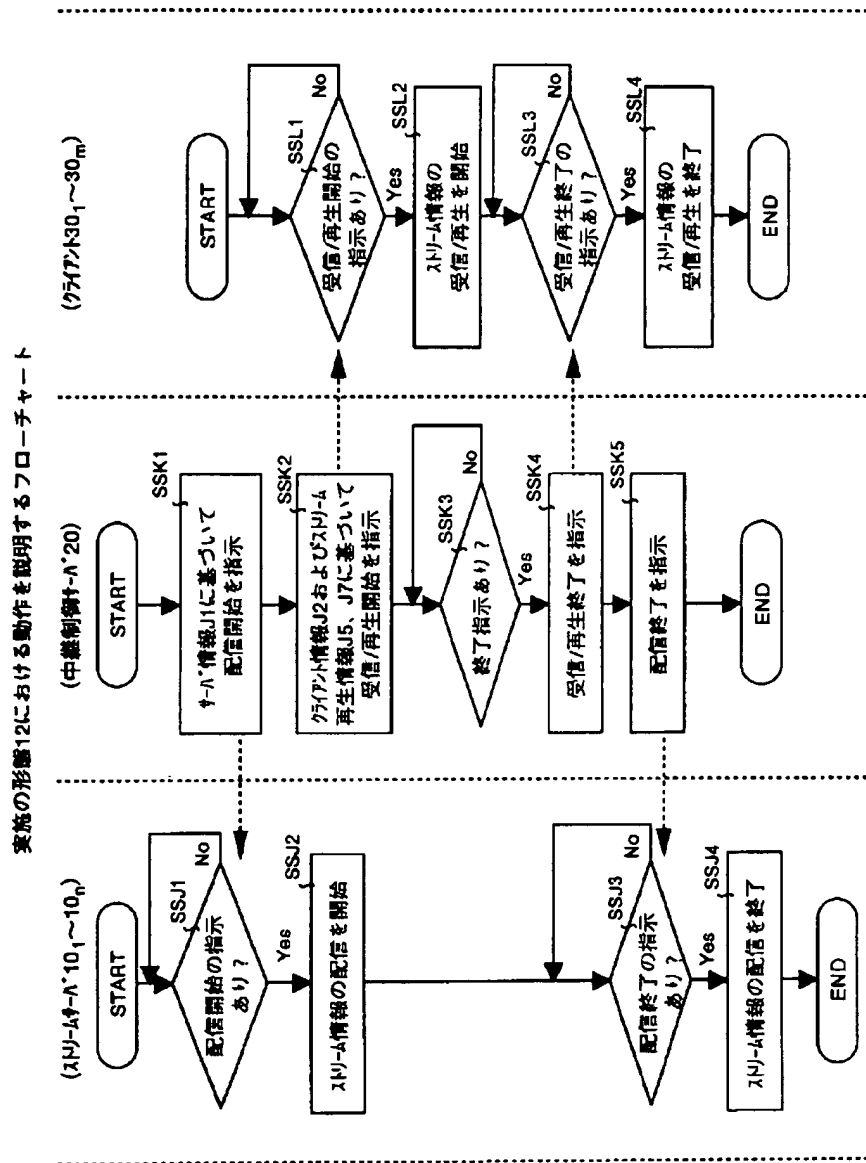 実施の形態12における動作を説明するフローチャート
(ストリームサーバ10₁〜10ₙ)
START
SSJ1
配信開始の指示
あり?
No
Yes
SSJ2
ストリーム情報の配信を開始
SSJ3
配信終了の指示
あり?
No
Yes
SSJ4
ストリーム情報の配信を終了
END
(中継制御サーバ20)
START
SSK1
サーバ情報J1に基づいて
配信開始を指示
SSK2
クライアント情報J2およびストリーム
再生情報J5、J7に基づいて
受信/再生開始を指示
SSK3
終了指示あり?
No
Yes
SSK4
受信/再生終了を指示
SSK5
配信終了を指示
END
(クライアント30₁〜30ₘ)
START
SSL1
受信/再生開始の
指示あり?
No
Yes
SSL2
ストリーム情報の
受信/再生を開始
SSL3
受信/再生終了の
指示あり?
No
Yes
SSL4
ストリーム情報の
受信/再生を終了
END